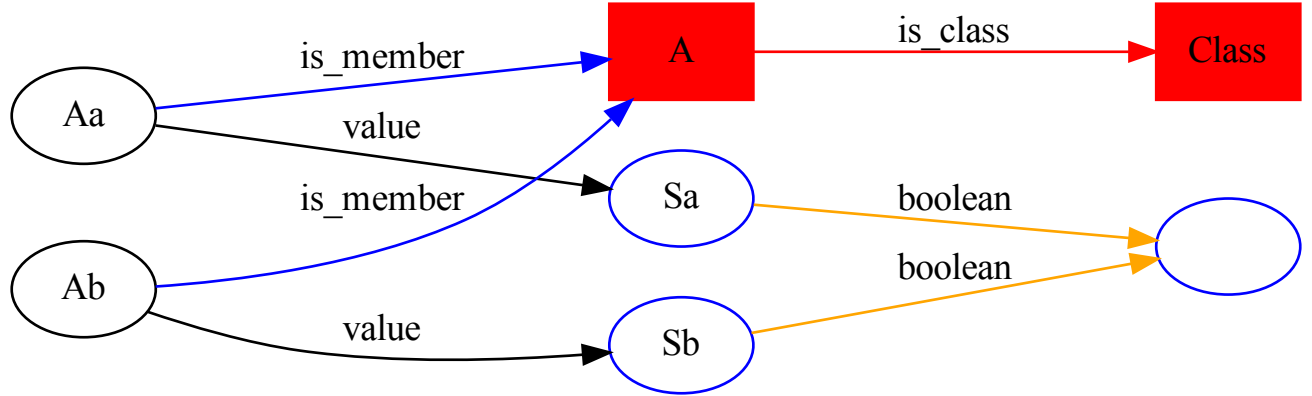 is_member
A
is_class
Class
Aa
value
is_member
Sa
boolean
boolean
Ab
value
Sb